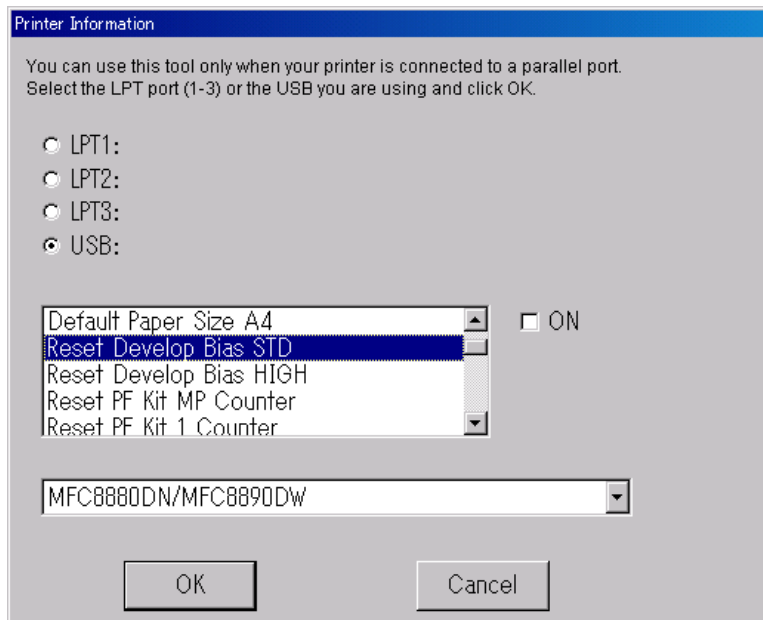 Printer Information
You can use this tool only when your printer is connected to a parallel port.
Select the LPT port (1-3) or the USB you are using and click OK.
LPT1:
LPT2:
LPT3:
USB:
Default Paper Size A4
ON
Reset Develop Bias STD
Reset Develop Bias HIGH
Reset PF Kit MP Counter
Reset PF Kit 1 Counter
MFC8880DN/MFC8890DW
OK
Cancel